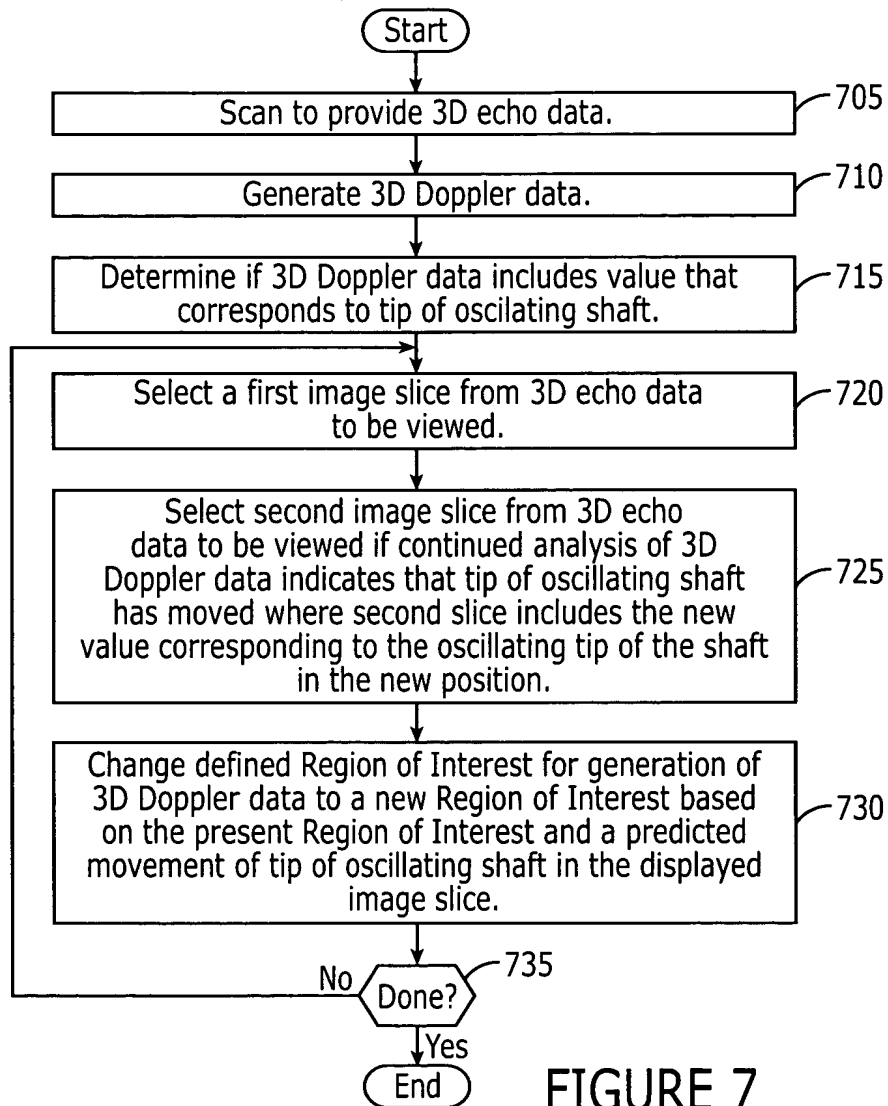 Start
Scan to provide 3D echo data.
705
Generate 3D Doppler data.
710
Determine if 3D Doppler data includes value that
corresponds to tip of oscilating shaft.
715
Select a first image slice from 3D echo data
to be viewed.
720
Select second image slice from 3D echo
data to be viewed if continued analysis of 3D
Doppler data indicates that tip of oscillating shaft
has moved where second slice includes the new
value corresponding to the oscillating tip of the shaft
in the new position.
725
Change defined Region of Interest for generation of
3D Doppler data to a new Region of Interest based
on the present Region of Interest and a predicted
movement of tip of oscillating shaft in the displayed
image slice.
730
No
Done?
735
Yes
End
FIGURE 7